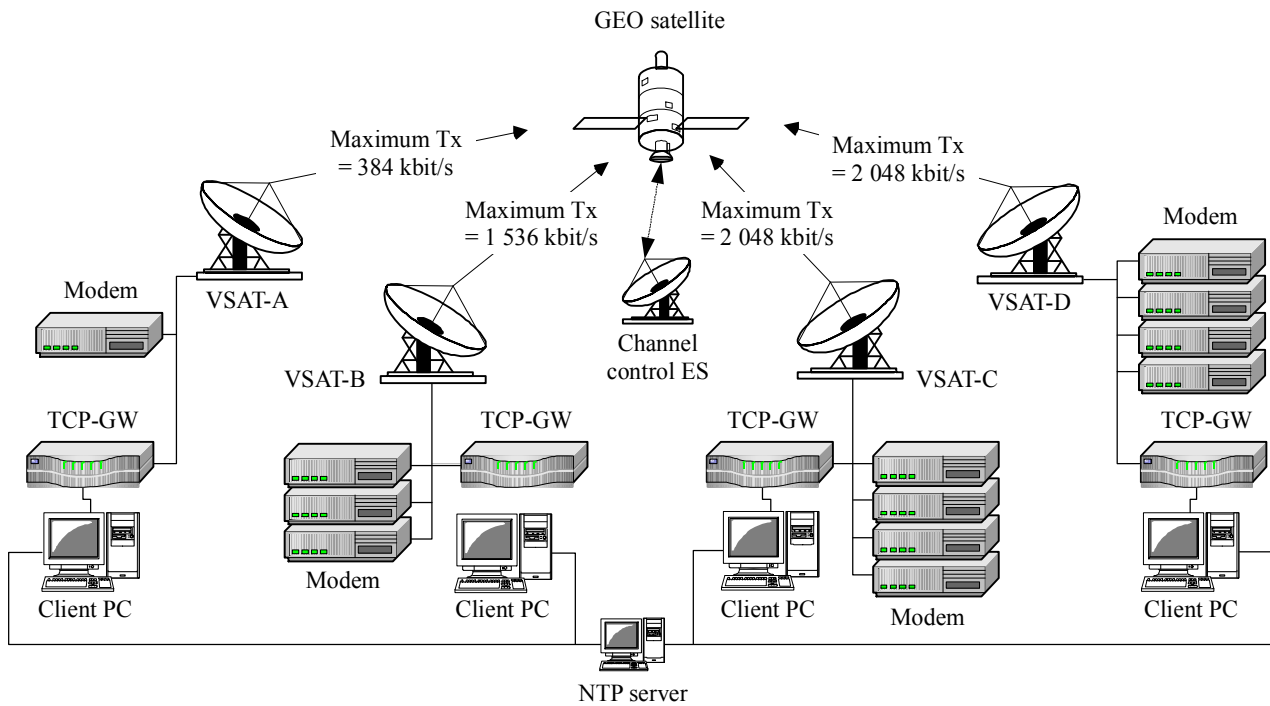 GEO satellite
Maximum Tx
= 384 kbit/s
Maximum Tx
= 2 048 kbit/s
Maximum Tx
= 1 536 kbit/s
Maximum Tx
= 2 048 kbit/s
Modem
VSAT-A
VSAT-D
Modem
Channel
control ES
VSAT-B
VSAT-C
TCP-GW
TCP-GW
TCP-GW
TCP-GW
Modem
Client PC
Client PC
Client PC
Modem
Client PC
NTP server